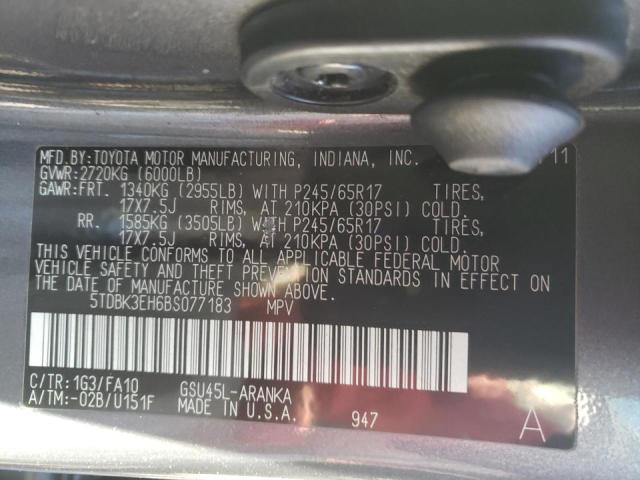 MFD.BY:TOYOTA MOTOR MANUFACTURING, INDIANA, INC. 11
GVWR:2720KG (6000LB)
GAWR:FRT. 1340KG (2955LB) WITH P245/65R17 TIRES,
17X7.5J RIMS, AT 210KPA (30PSI) COLD.
RR. 1585KG (3505LB) WITH P245/65R17 TIRES,
17X7.5J RIMS, AT 210KPA (30PSI) COLD.
THIS VEHICLE CONFORMS TO ALL APPLICABLE FEDERAL MOTOR
VEHICLE SAFETY AND THEFT PREVENTION STANDARDS IN EFFECT ON
THE DATE OF MANUFACTURE SHOWN ABOVE.
5TDBK3EH6BS077183 MPV
C/TR:1G3/FA10 GSU45L-ARANKA
A/TM:-02B/U151F MADE IN U.S.A. 947 A